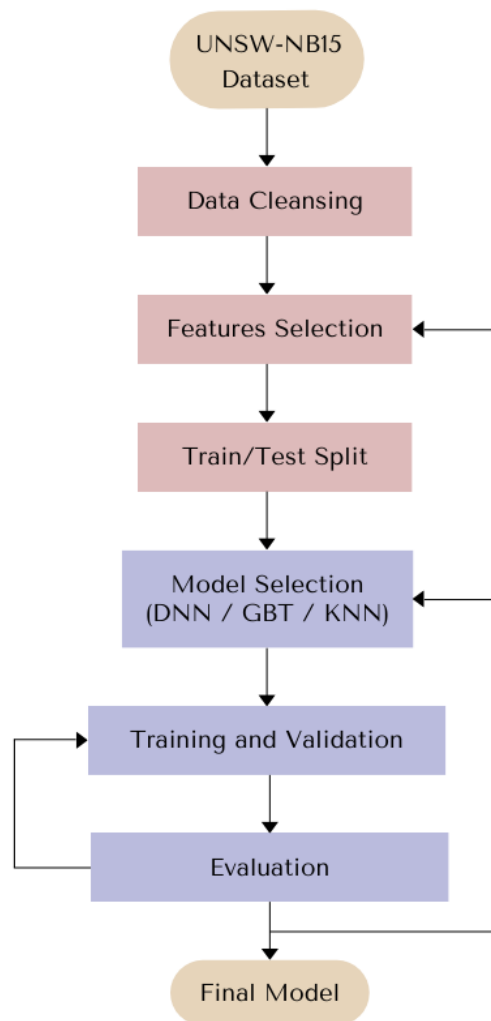 UNSW-NB15
Dataset
Data Cleansing
Features Selection
Train/Test Split
Model Selection
(DNN / GBT / KNN)
Training and Validation
Evaluation
Final Model